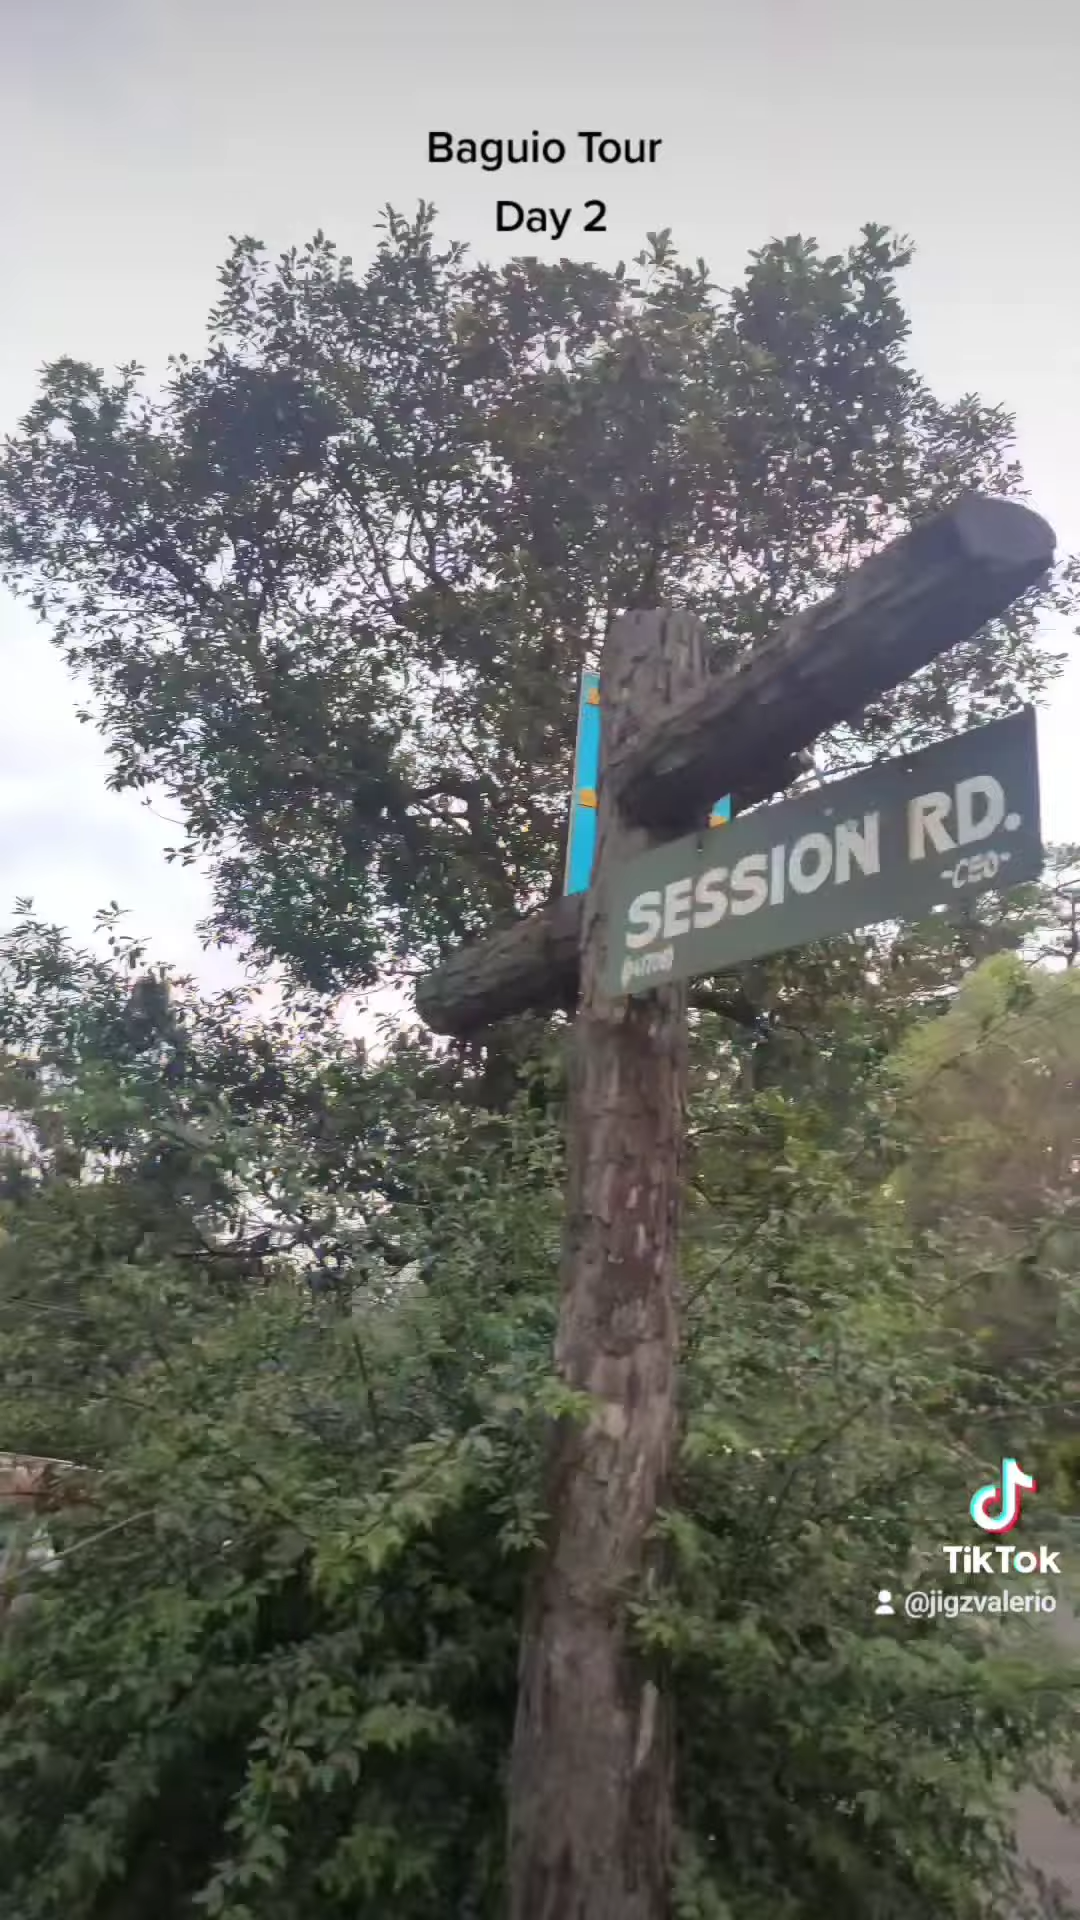 Baguio Tour
Day 2
SESSION RD.
-CEO-
TikTok
@jigzvalerio